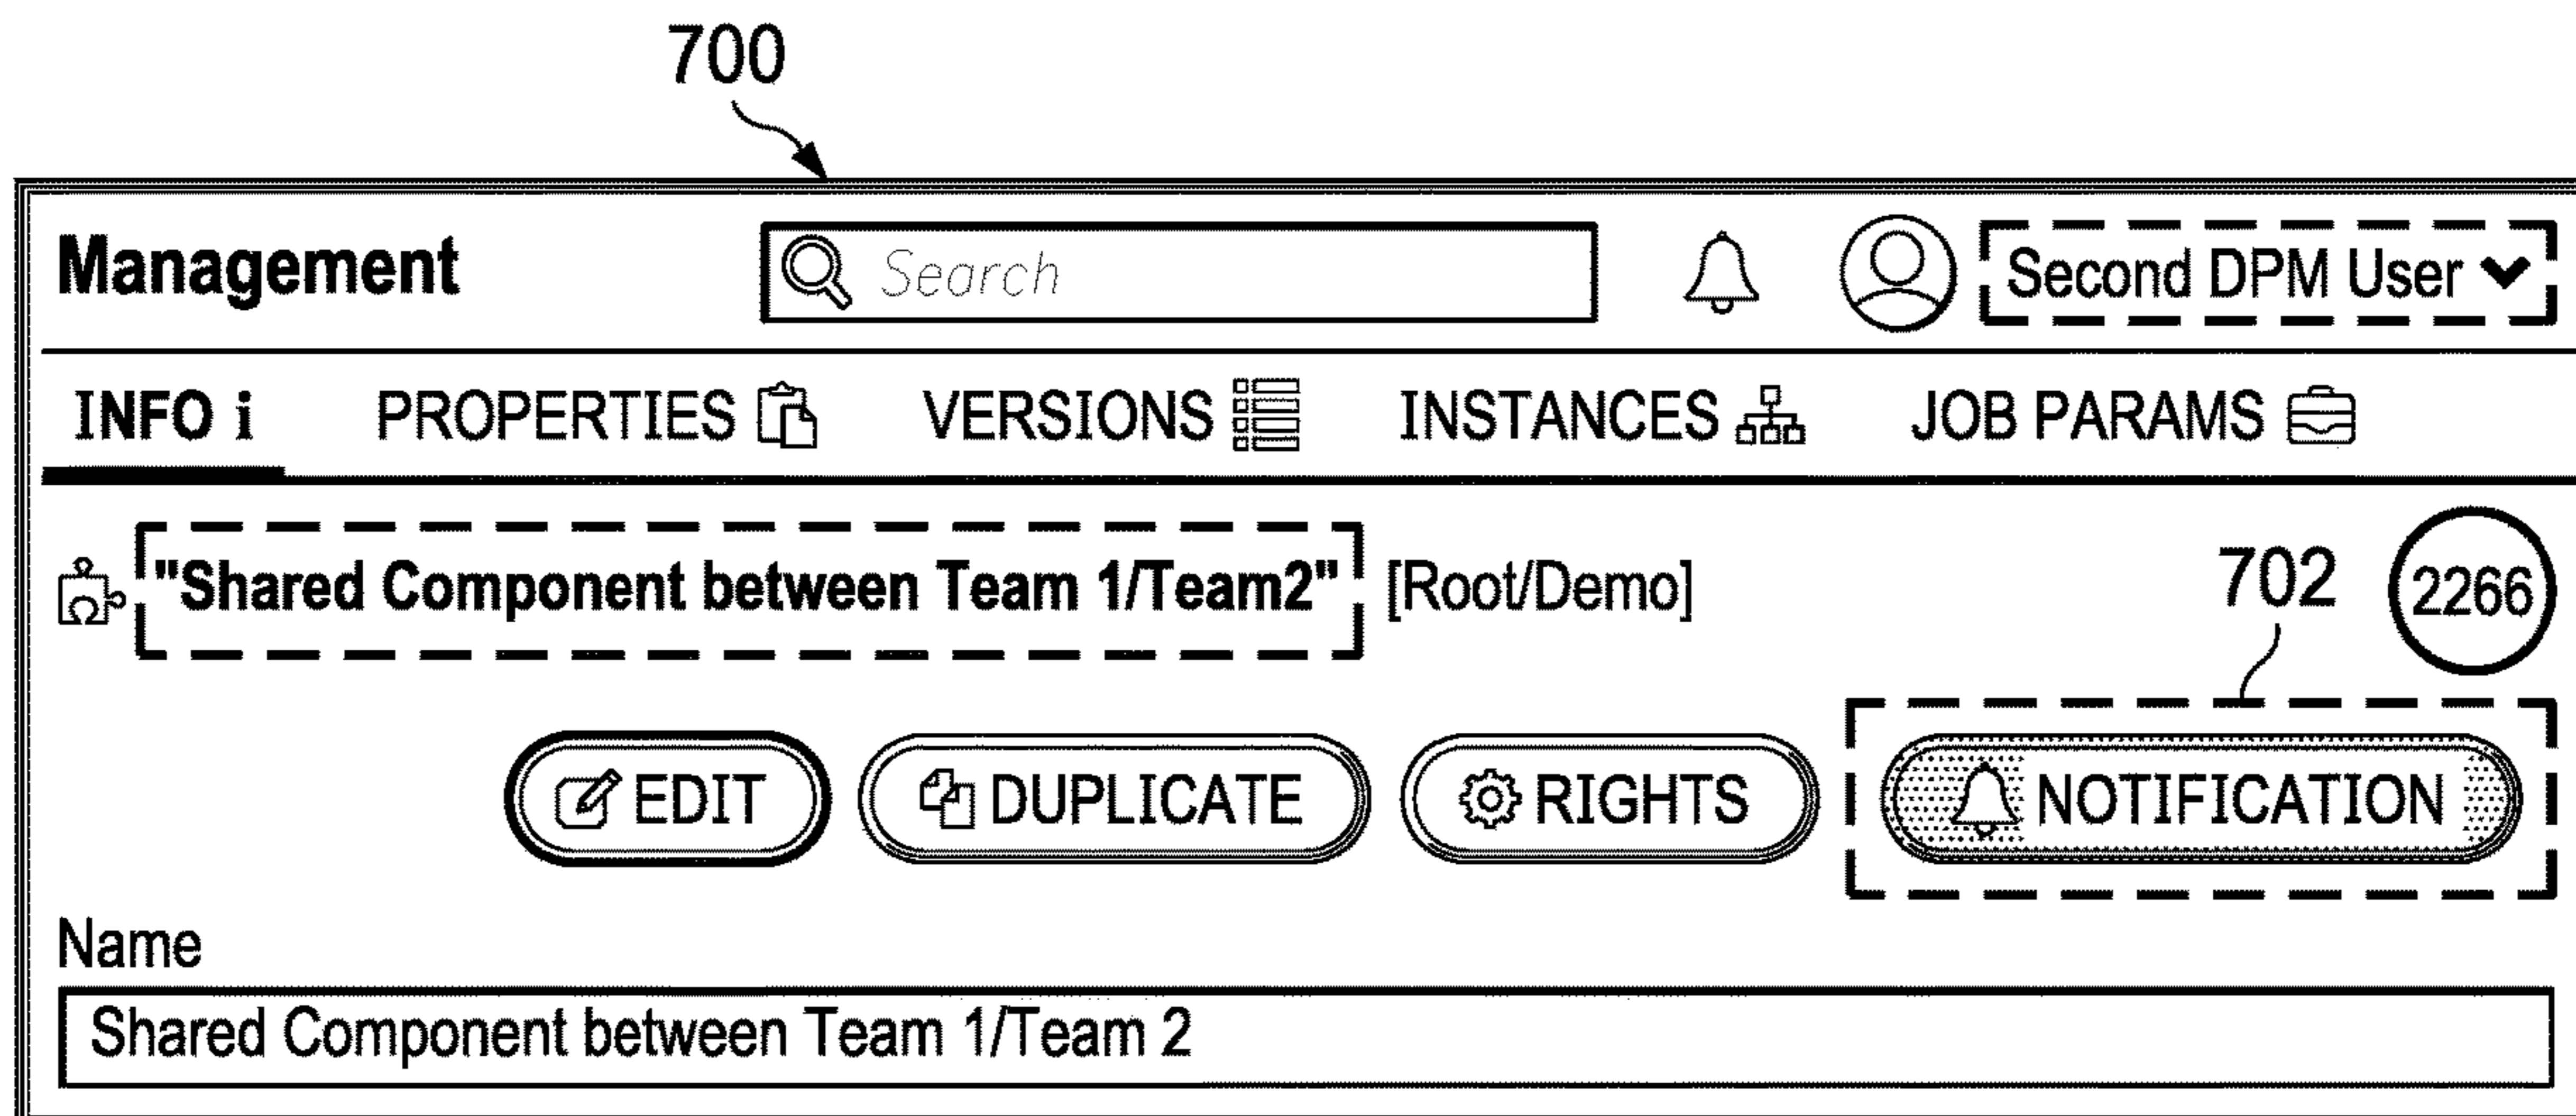 700
Management Search Second DPM User
INFO i PROPERTIES VERSIONS INSTANCES JOB PARAMS
"Shared Component between Team 1/Team2" [Root/Demo] 702 2266
EDIT DUPLICATE RIGHTS NOTIFICATION
Name
Shared Component between Team 1/Team 2